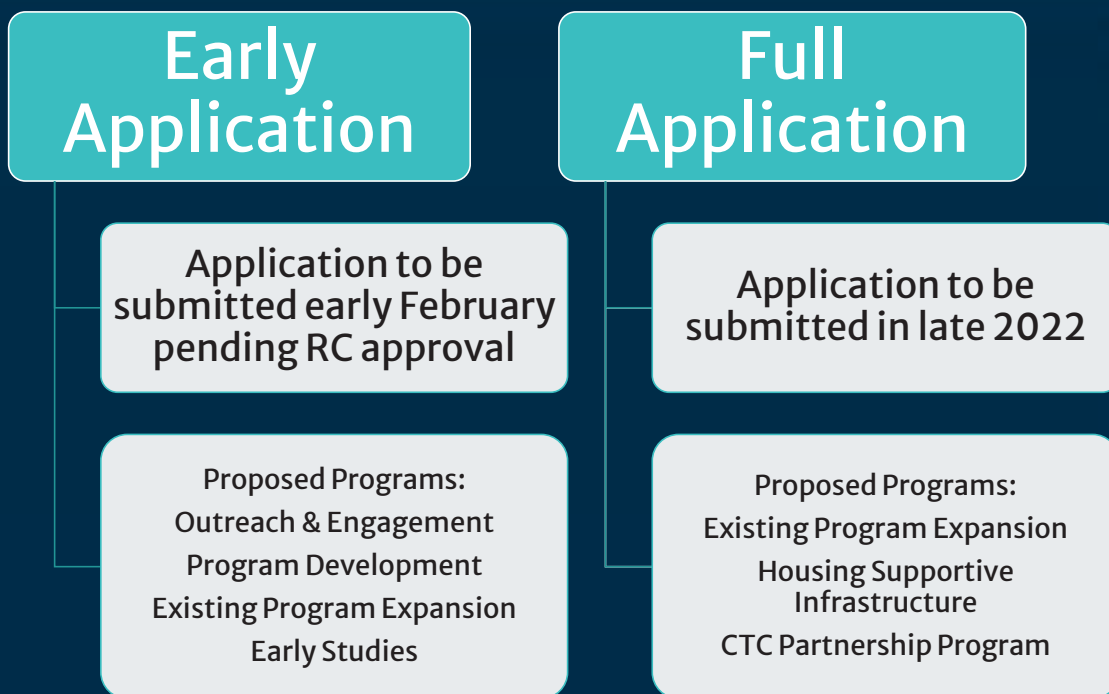 Early
Application
Application to be
submitted early February
pending RC approval
Proposed Programs:
Outreach & Engagement
Program Development
Existing Program Expansion
Early Studies
Full
Application
Application to be
submitted in late 2022
Proposed Programs:
Existing Program Expansion
Housing Supportive
Infrastructure
CTC Partnership Program